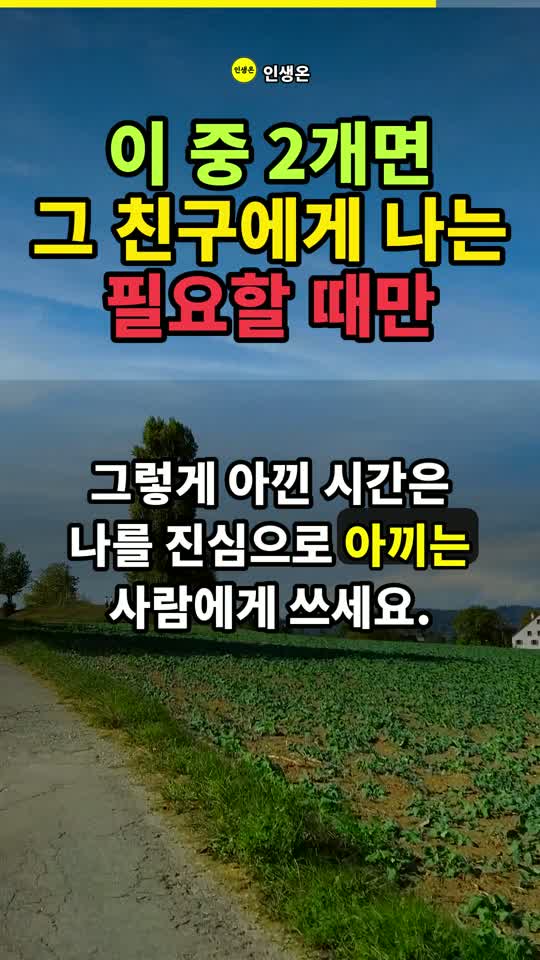 인생온 인생온
이 중 2개면
그 친구에게 나는
필요할 때만
그렇게 아낀 시간은
나를 진심으로 아끼는
사람에게 쓰세요.